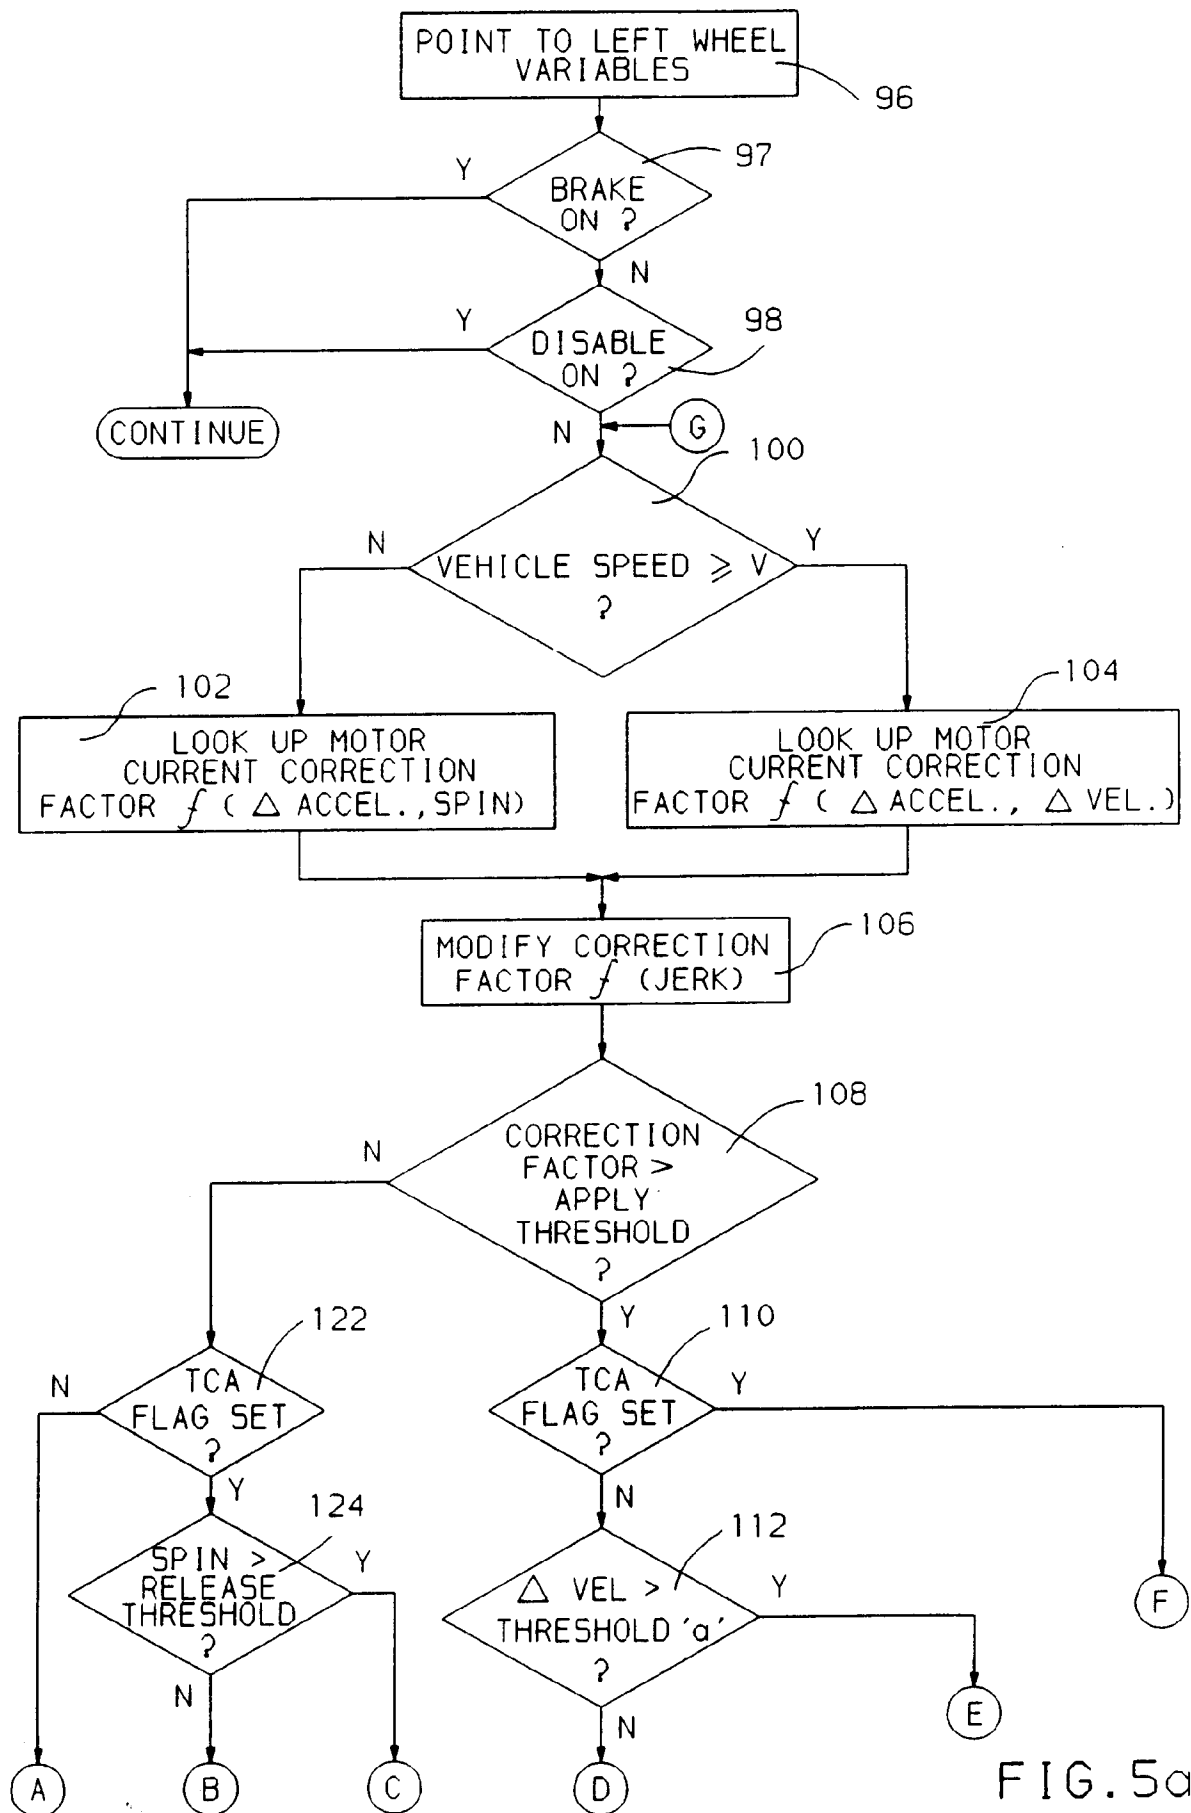 POINT TO LEFT WHEEL
VARIABLES
96
97
Y
BRAKE
ON ?
N
98
Y
DISABLE
ON ?
CONTINUE
N
G
100
N
Y
VEHICLE SPEED ⩾ V
?
102
104
LOOK UP MOTOR
CURRENT CORRECTION
FACTOR ƒ ( △ ACCEL.,SPIN)
LOOK UP MOTOR
CURRENT CORRECTION
FACTOR ƒ ( △ ACCEL., △ VEL.)
106
MODIFY CORRECTION
FACTOR ƒ (JERK)
108
N
CORRECTION
FACTOR >
APPLY
THRESHOLD
?
Y
122
110
N
TCA
FLAG SET
?
Y
TCA
FLAG SET
?
Y
N
124
112
SPIN >
RELEASE
THRESHOLD
?
Y
N
△ VEL >
THRESHOLD 'a'
?
Y
N
F
E
A
B
C
D
FIG.5a